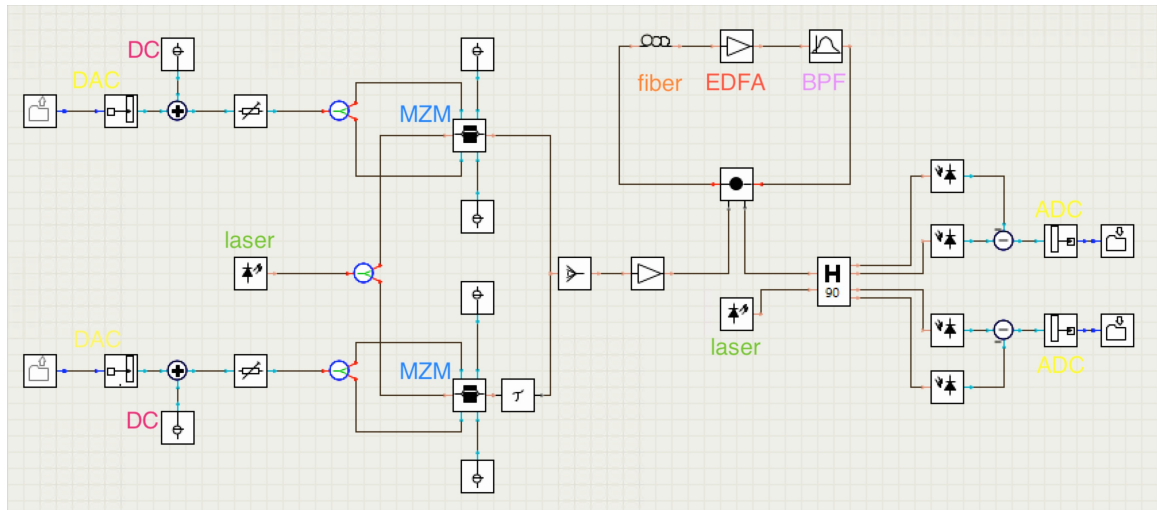 DC
DAC
MZM
fiber
EDFA
BPF
laser
ADC
H
90
laser
DAC
MZM
τ
DC
ADC